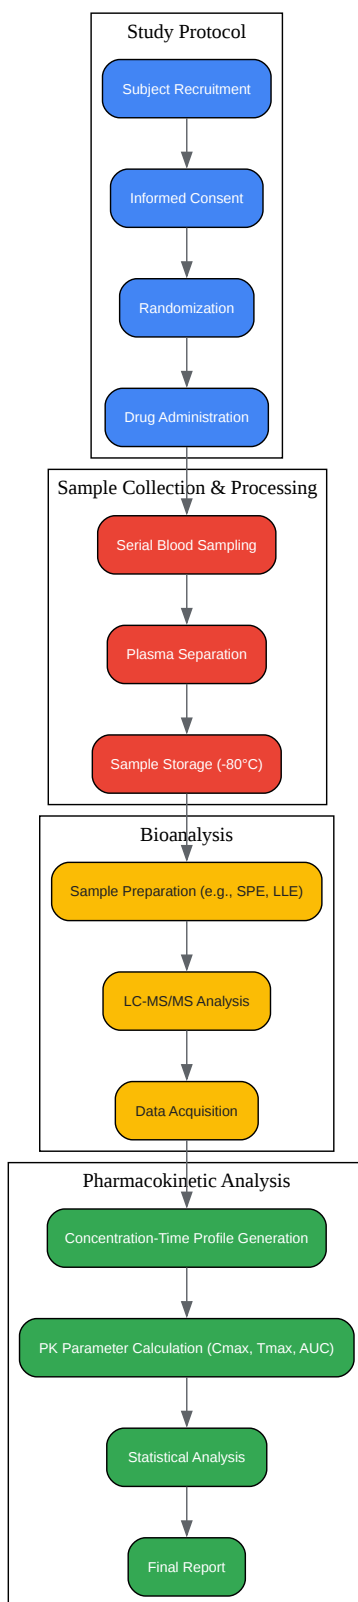 Study Protocol
Subject Recruitment
Informed Consent
Randomization
Drug Administration
Sample Collection & Processing
Serial Blood Sampling
Plasma Separation
Sample Storage (-80°C)
Bioanalysis
Sample Preparation (e.g., SPE, LLE)
LC-MS/MS Analysis
Data Acquisition
Pharmacokinetic Analysis
Concentration-Time Profile Generation
PK Parameter Calculation (Cmax, Tmax, AUC)
Statistical Analysis
Final Report